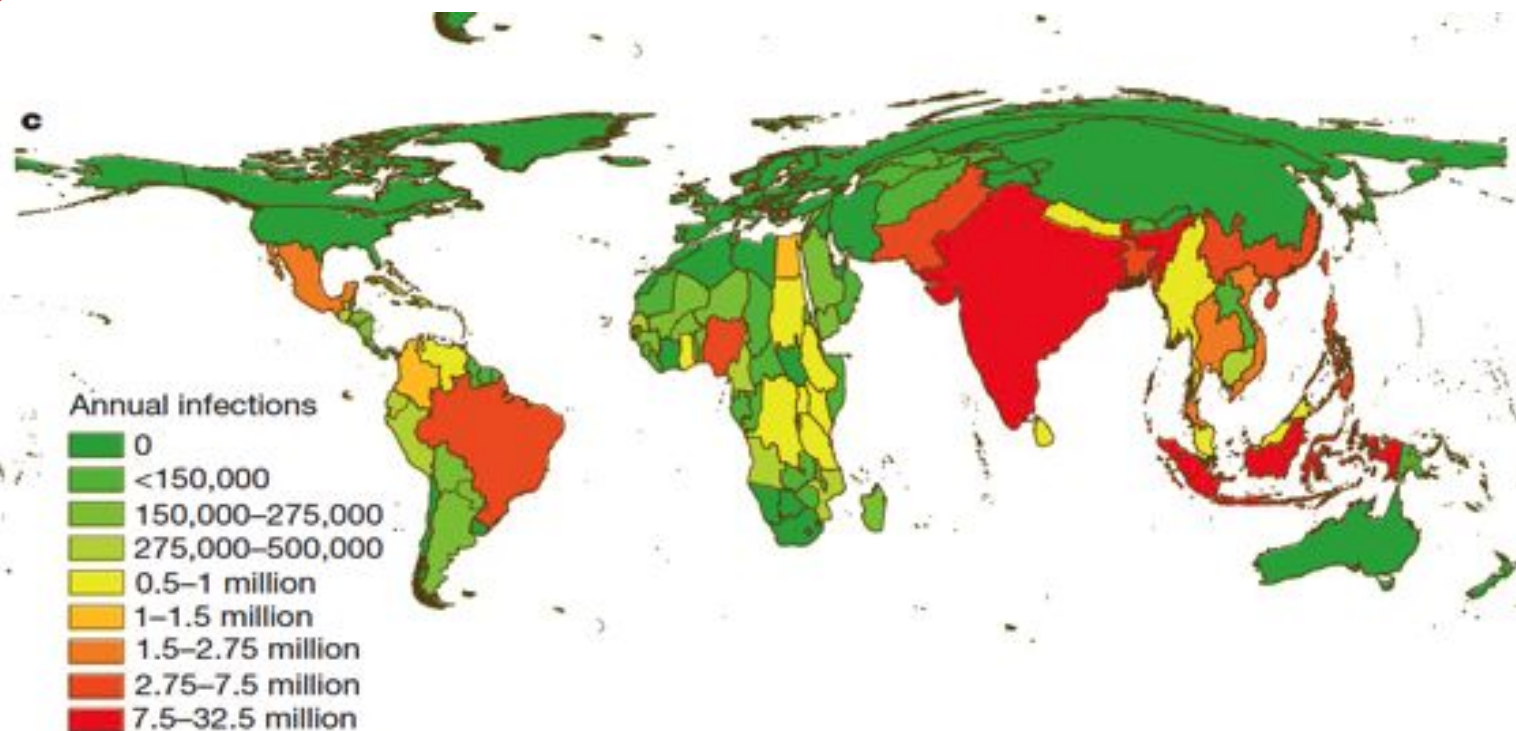 c
Annual infections
0
<150,000
150,000–275,000
275,000–500,000
0.5–1 million
1–1.5 million
1.5–2.75 million
2.75–7.5 million
7.5–32.5 million